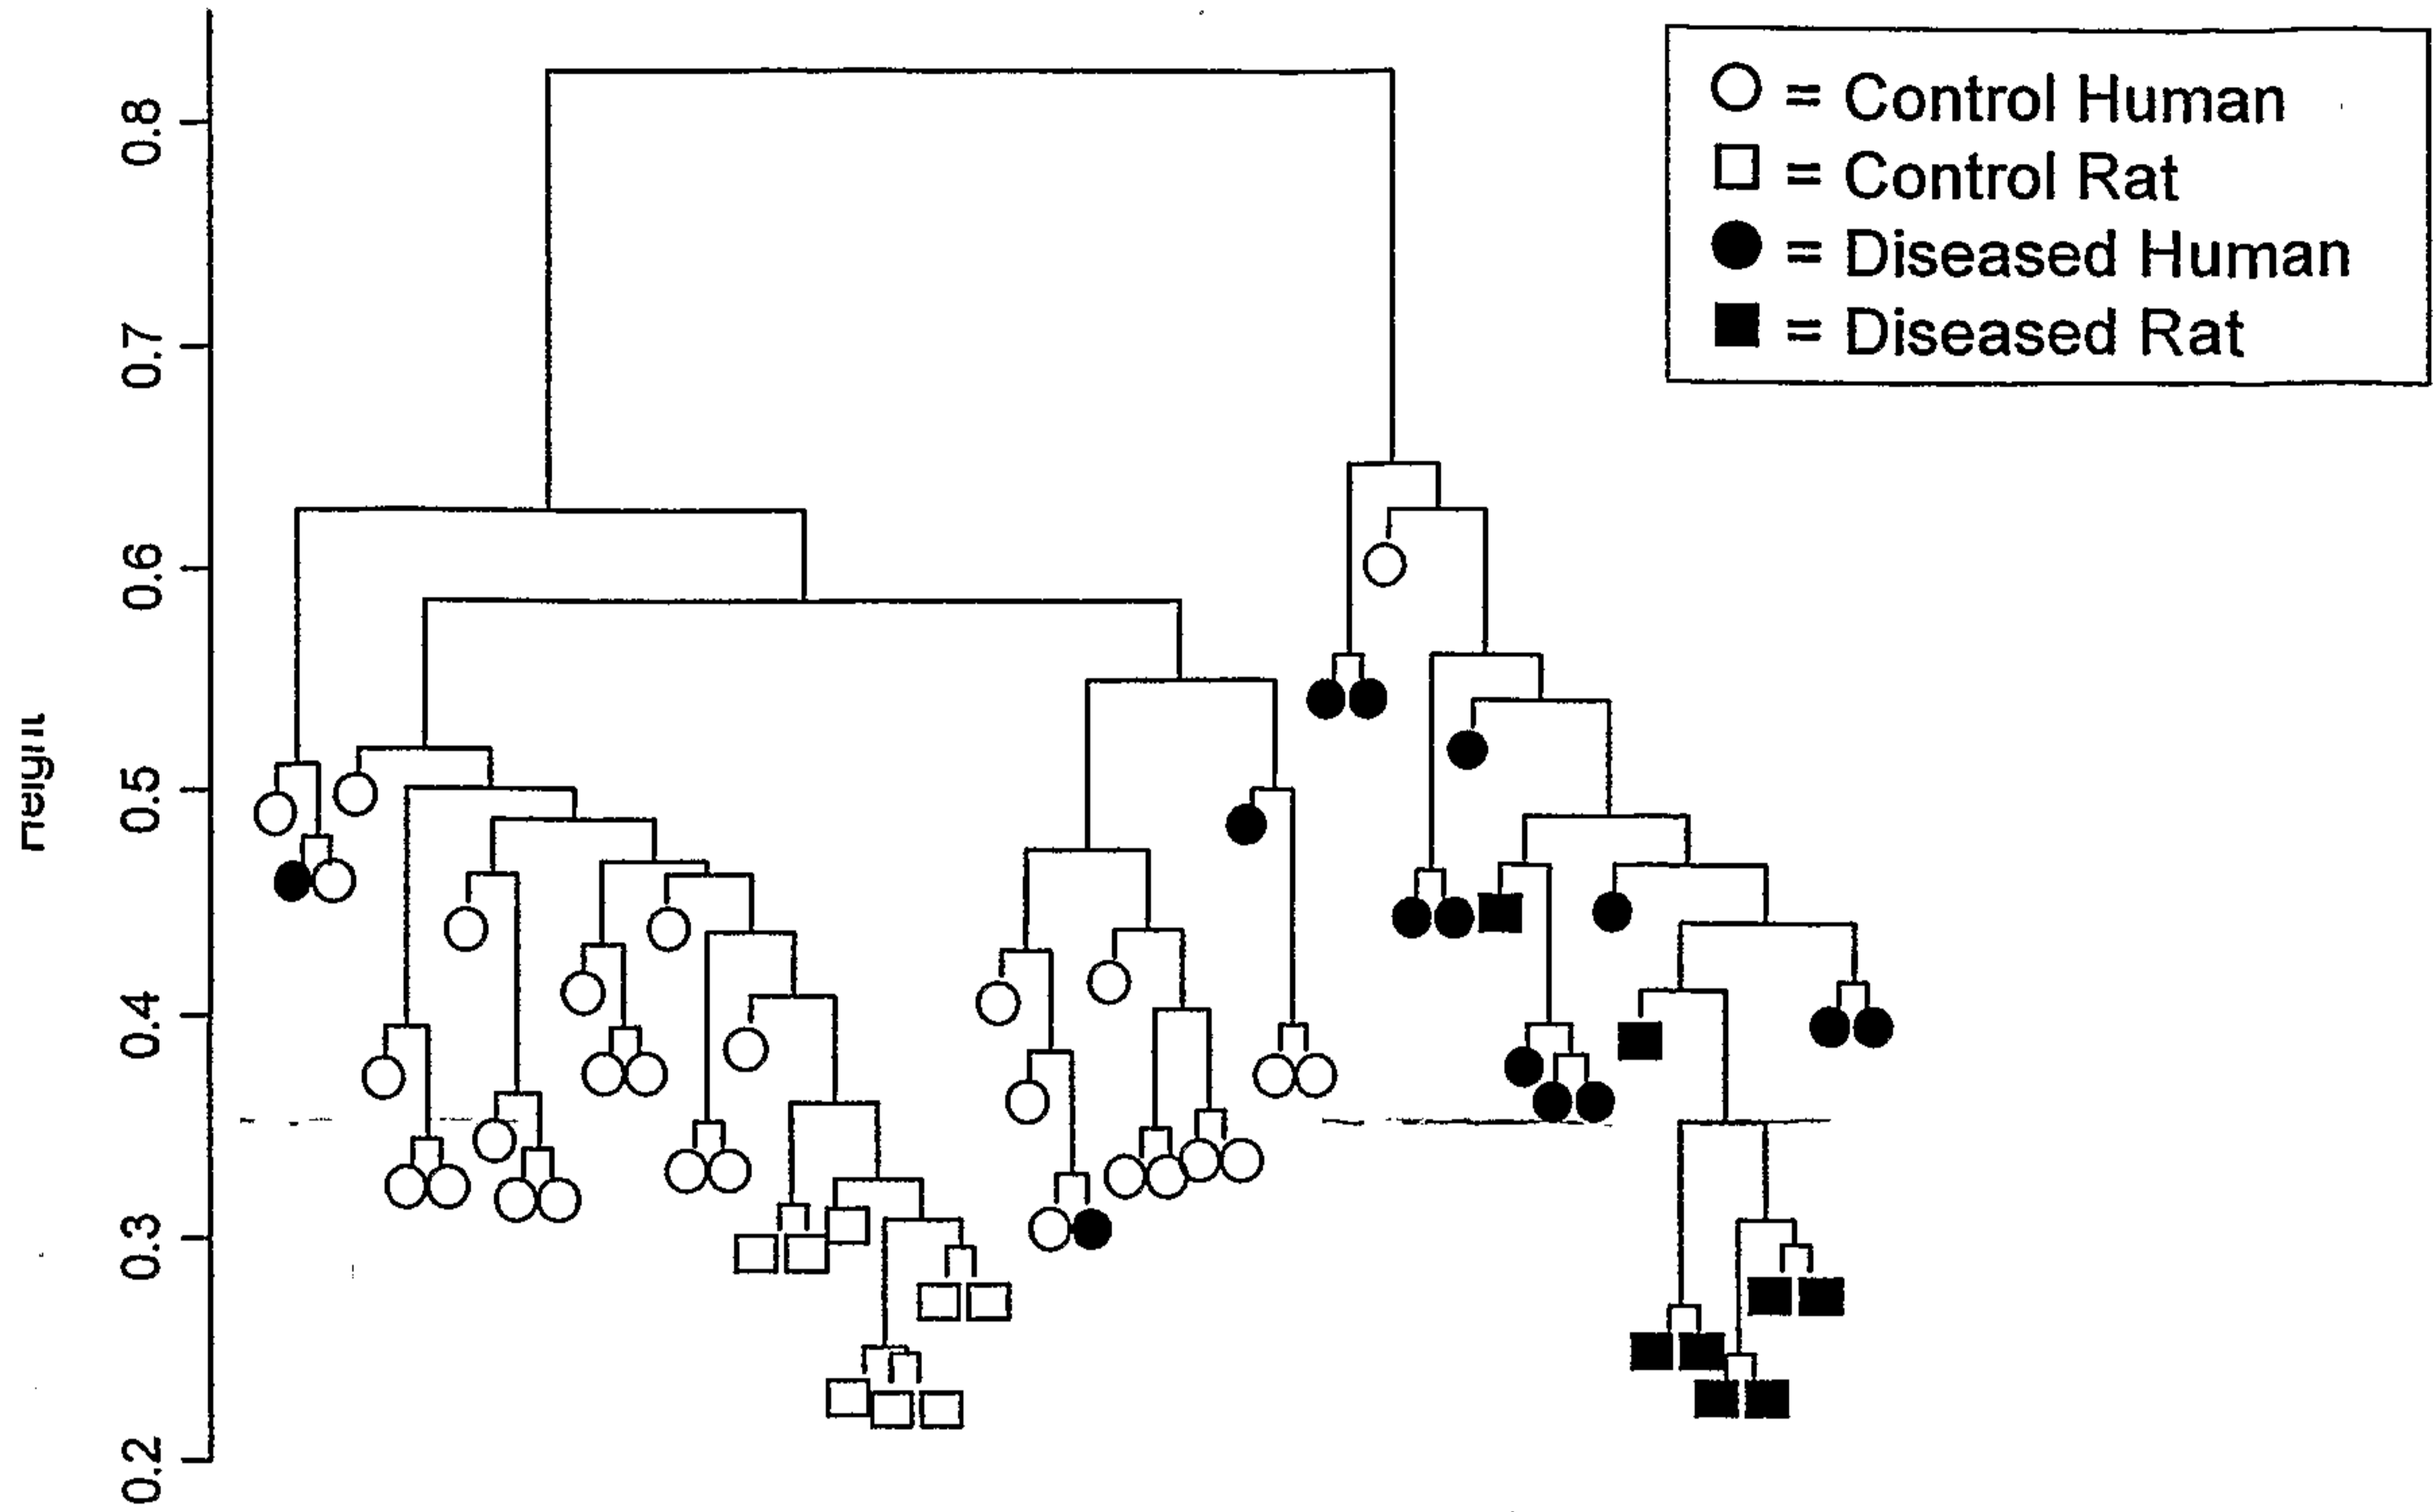 0.8
0.7
0.6
0.5
0.4
0.3
0.2
= Control Human
= Control Rat
= Diseased Human
= Diseased Rat